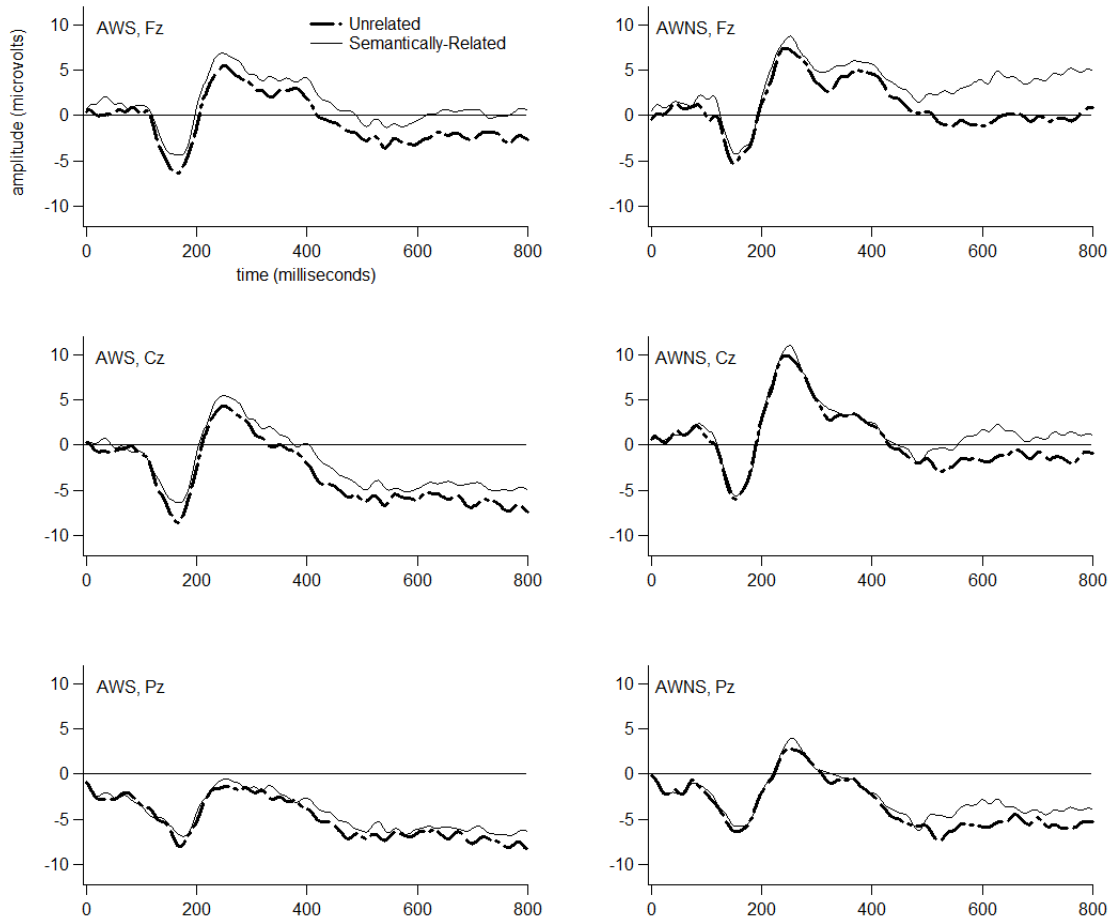 AWS, Fz
Unrelated
Semantically-Related
amplitude (microvolts)
10
5
0
-5
-10
0 200 400 600 800
time (milliseconds)
AWNS, Fz
10
5
0
-5
-10
0 200 400 600 800
AWS, Cz
10
5
0
-5
-10
0 200 400 600 800
AWNS, Cz
10
5
0
-5
-10
0 200 400 600 800
AWS, Pz
10
5
0
-5
-10
0 200 400 600 800
AWNS, Pz
10
5
0
-5
-10
0 200 400 600 800